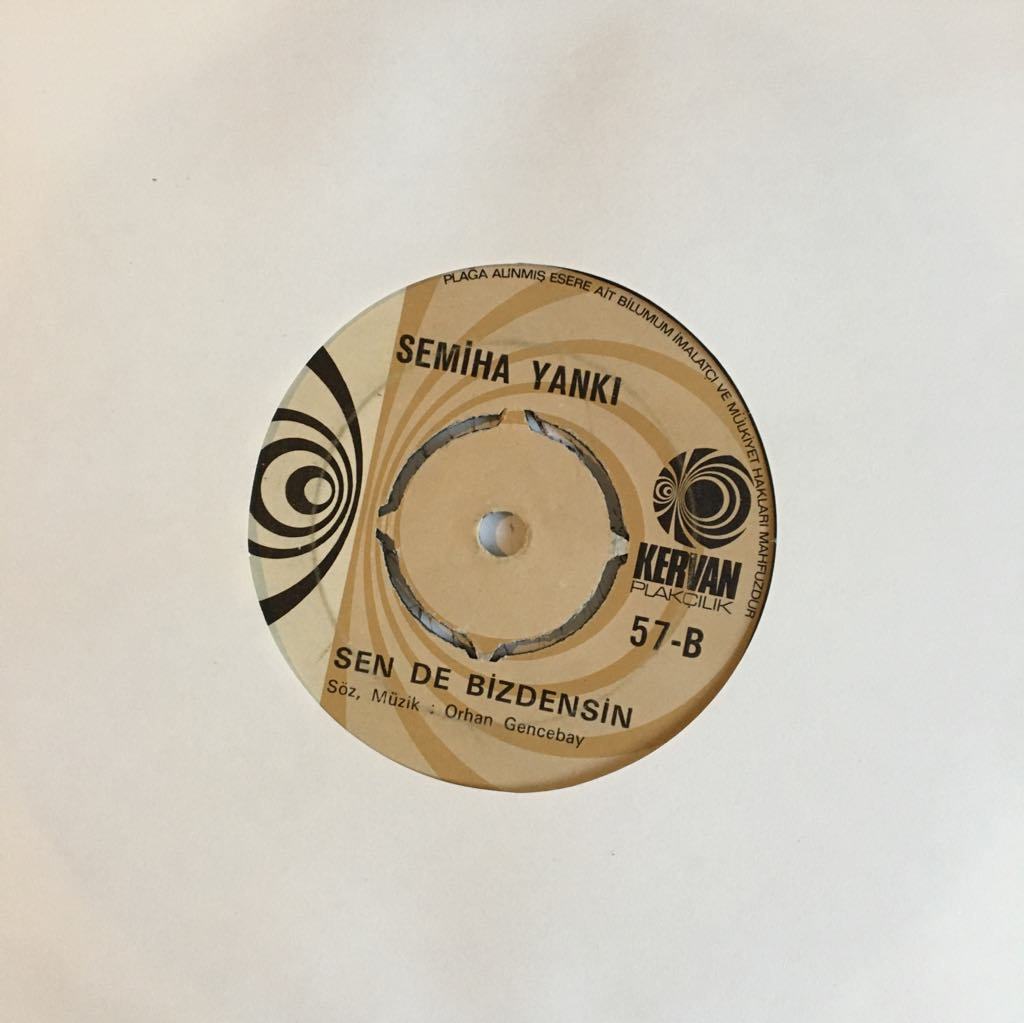 PLAĞA ALINMIŞ ESERE AİT BİLUMUM İMALATÇI VE MÜLKİYET HAKLARI MAHFUZDUR
SEMİHA YANKI
KERVAN
PLAKÇILIK
57-B
SEN DE BİZDENSİN
Söz, Müzik : Orhan Gencebay